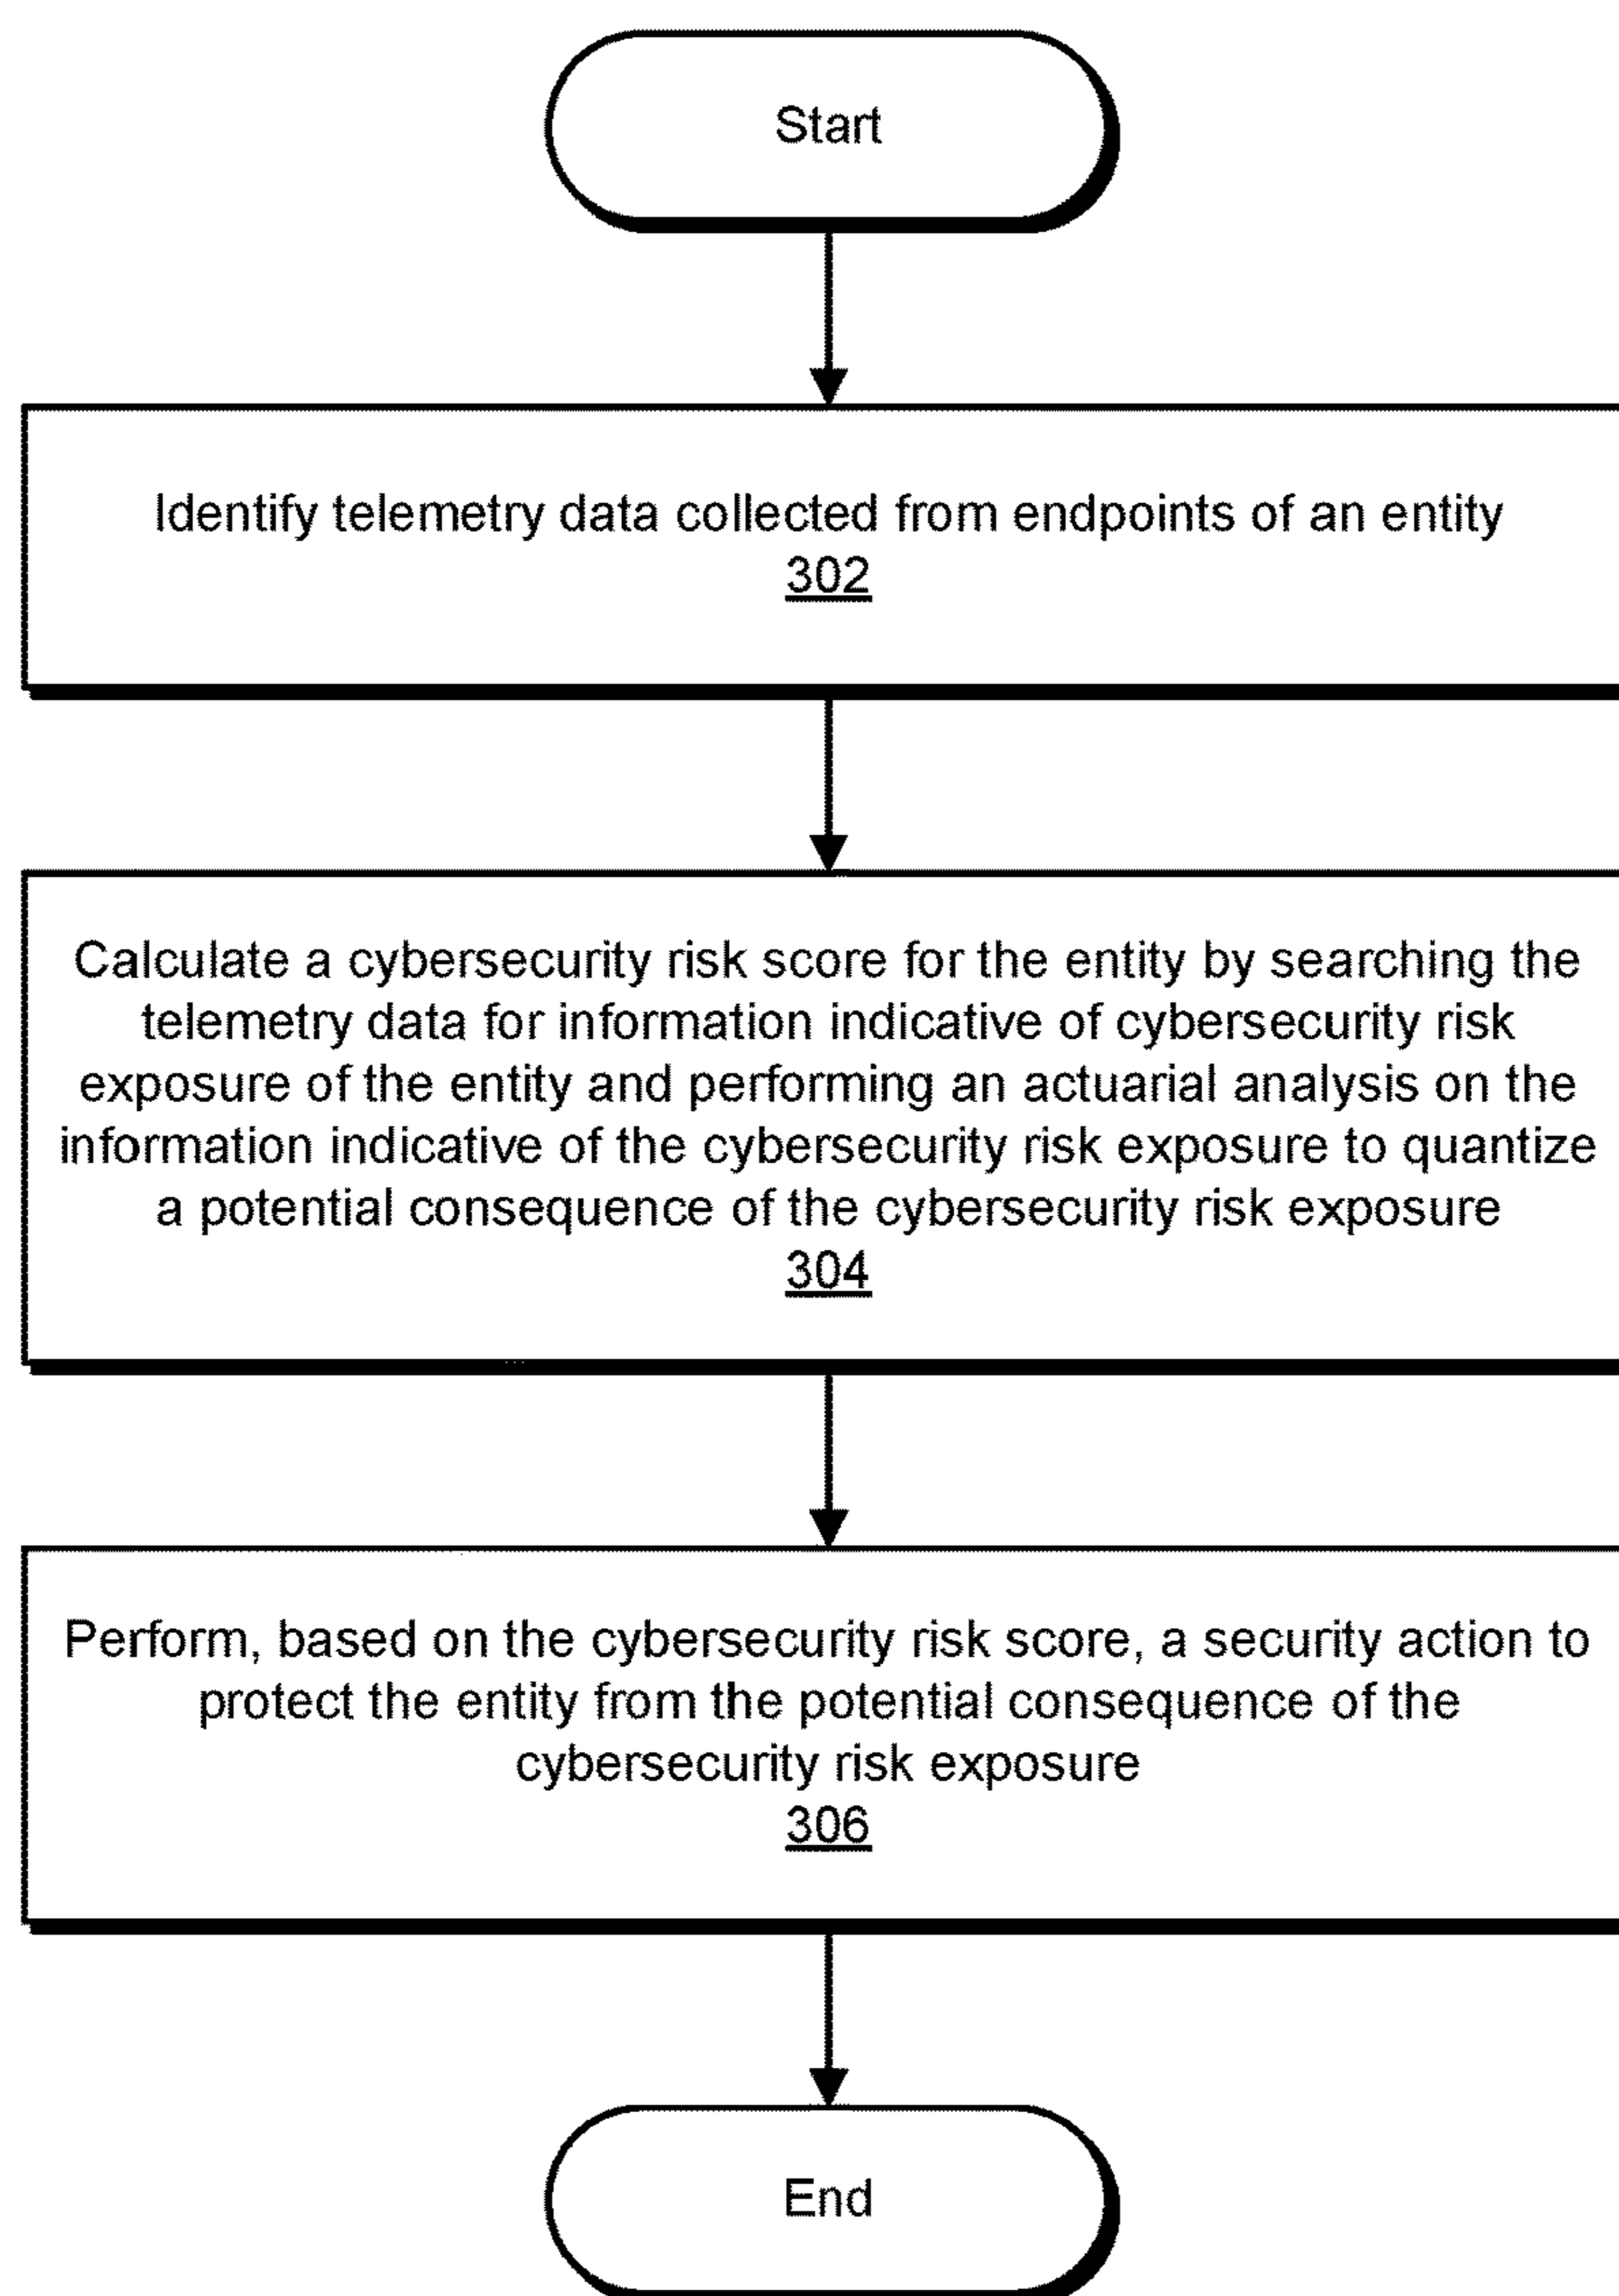 Start
Identify telemetry data collected from endpoints of an entity
302
Calculate a cybersecurity risk score for the entity by searching the
telemetry data for information indicative of cybersecurity risk
exposure of the entity and performing an actuarial analysis on the
information indicative of the cybersecurity risk exposure to quantize
a potential consequence of the cybersecurity risk exposure
304
Perform, based on the cybersecurity risk score, a security action to
protect the entity from the potential consequence of the
cybersecurity risk exposure
306
End